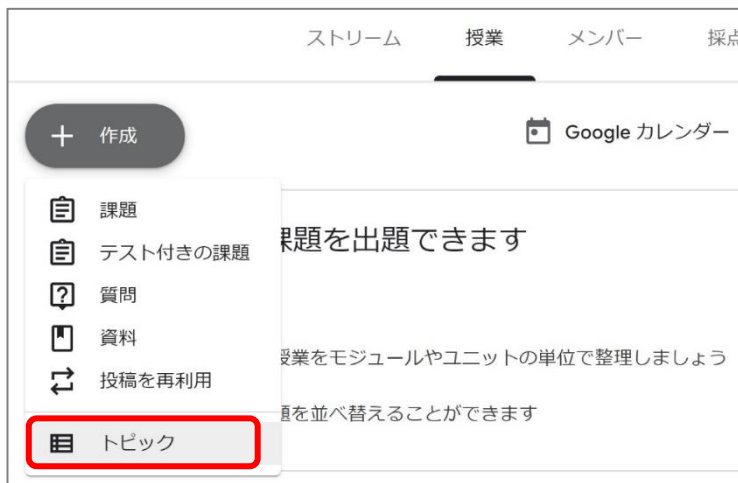 ストリーム 授業 メンバー 採点
作成 Google カレンダー
課題
テスト付きの課題
課題を出題できます
質問
資料
授業をモジュールやユニットの単位で整理しましょう
投稿を再利用
題を並べ替えることができます
トピック